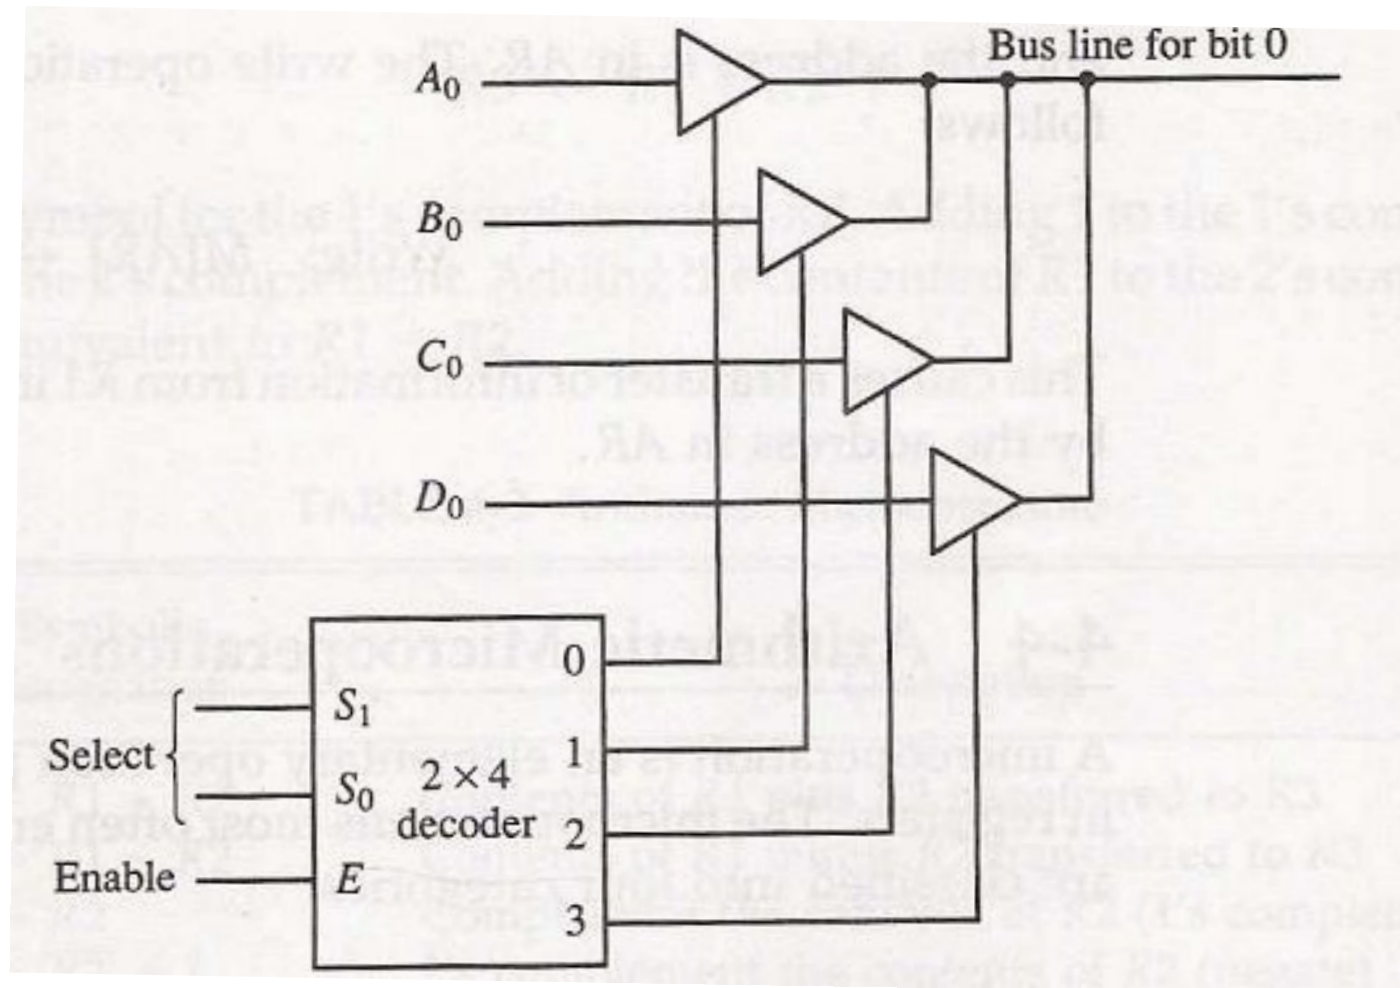 Bus line for bit 0
A0
B0
C0
D0
0
S1
Select
1
S0
2 × 4
decoder
2
Enable
E
3